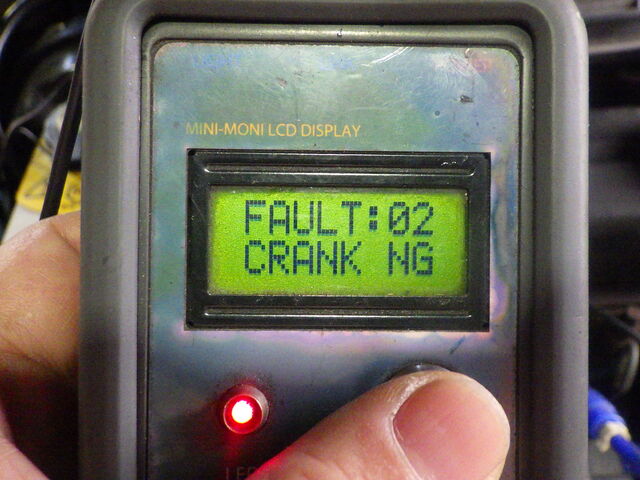 MINI-MONI LCD DISPLAY
FAULT:02
CRANK NG